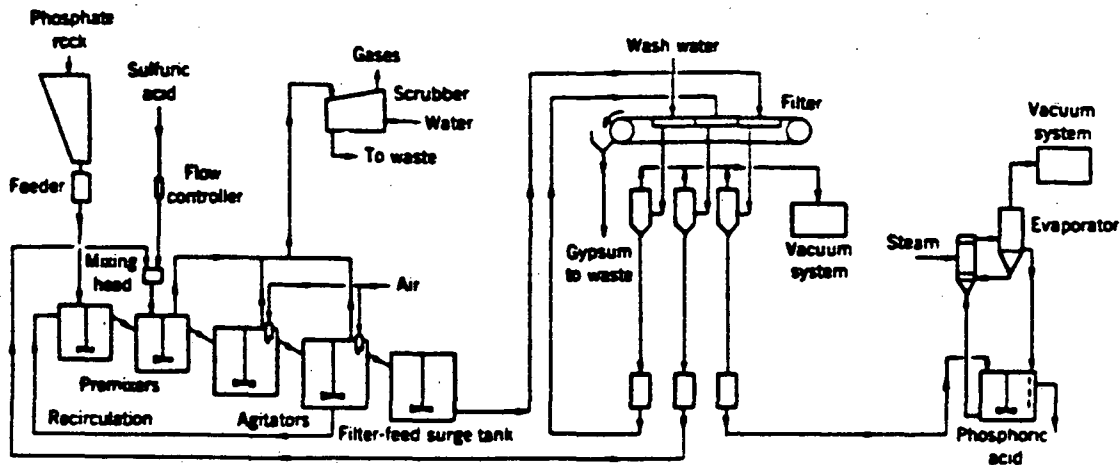 Phosphate
rock
Sulfuric
acid
Gases
Scrubber
Water
To waste
Feeder
Flow
controller
Mixing
head
Air
Premixers
Recirculation
Agitators
Filter-feed surge tank
Wash water
Filter
Gypsum
to waste
Vacuum
system
Vacuum
system
Evaporator
Steam
Phosphoric
acid